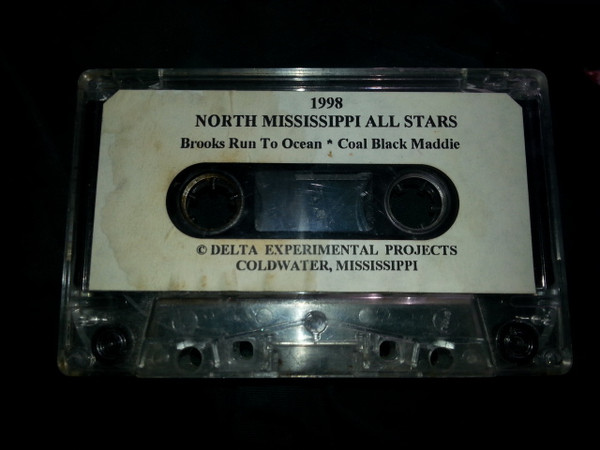 1998
NORTH MISSISSIPPI ALL STARS
Brooks Run To Ocean * Coal Black Maddie
© DELTA EXPERIMENTAL PROJECTS
COLDWATER, MISSISSIPPI